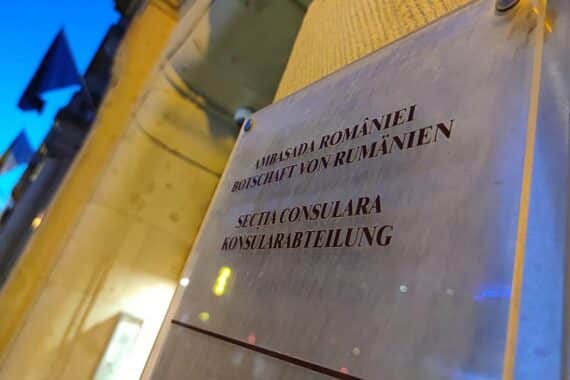 AMBASADA ROMÂNIEI
BOTSCHAFT VON RUMÄNIEN
SECȚIA CONSULARA
KONSULARABTEILUNG